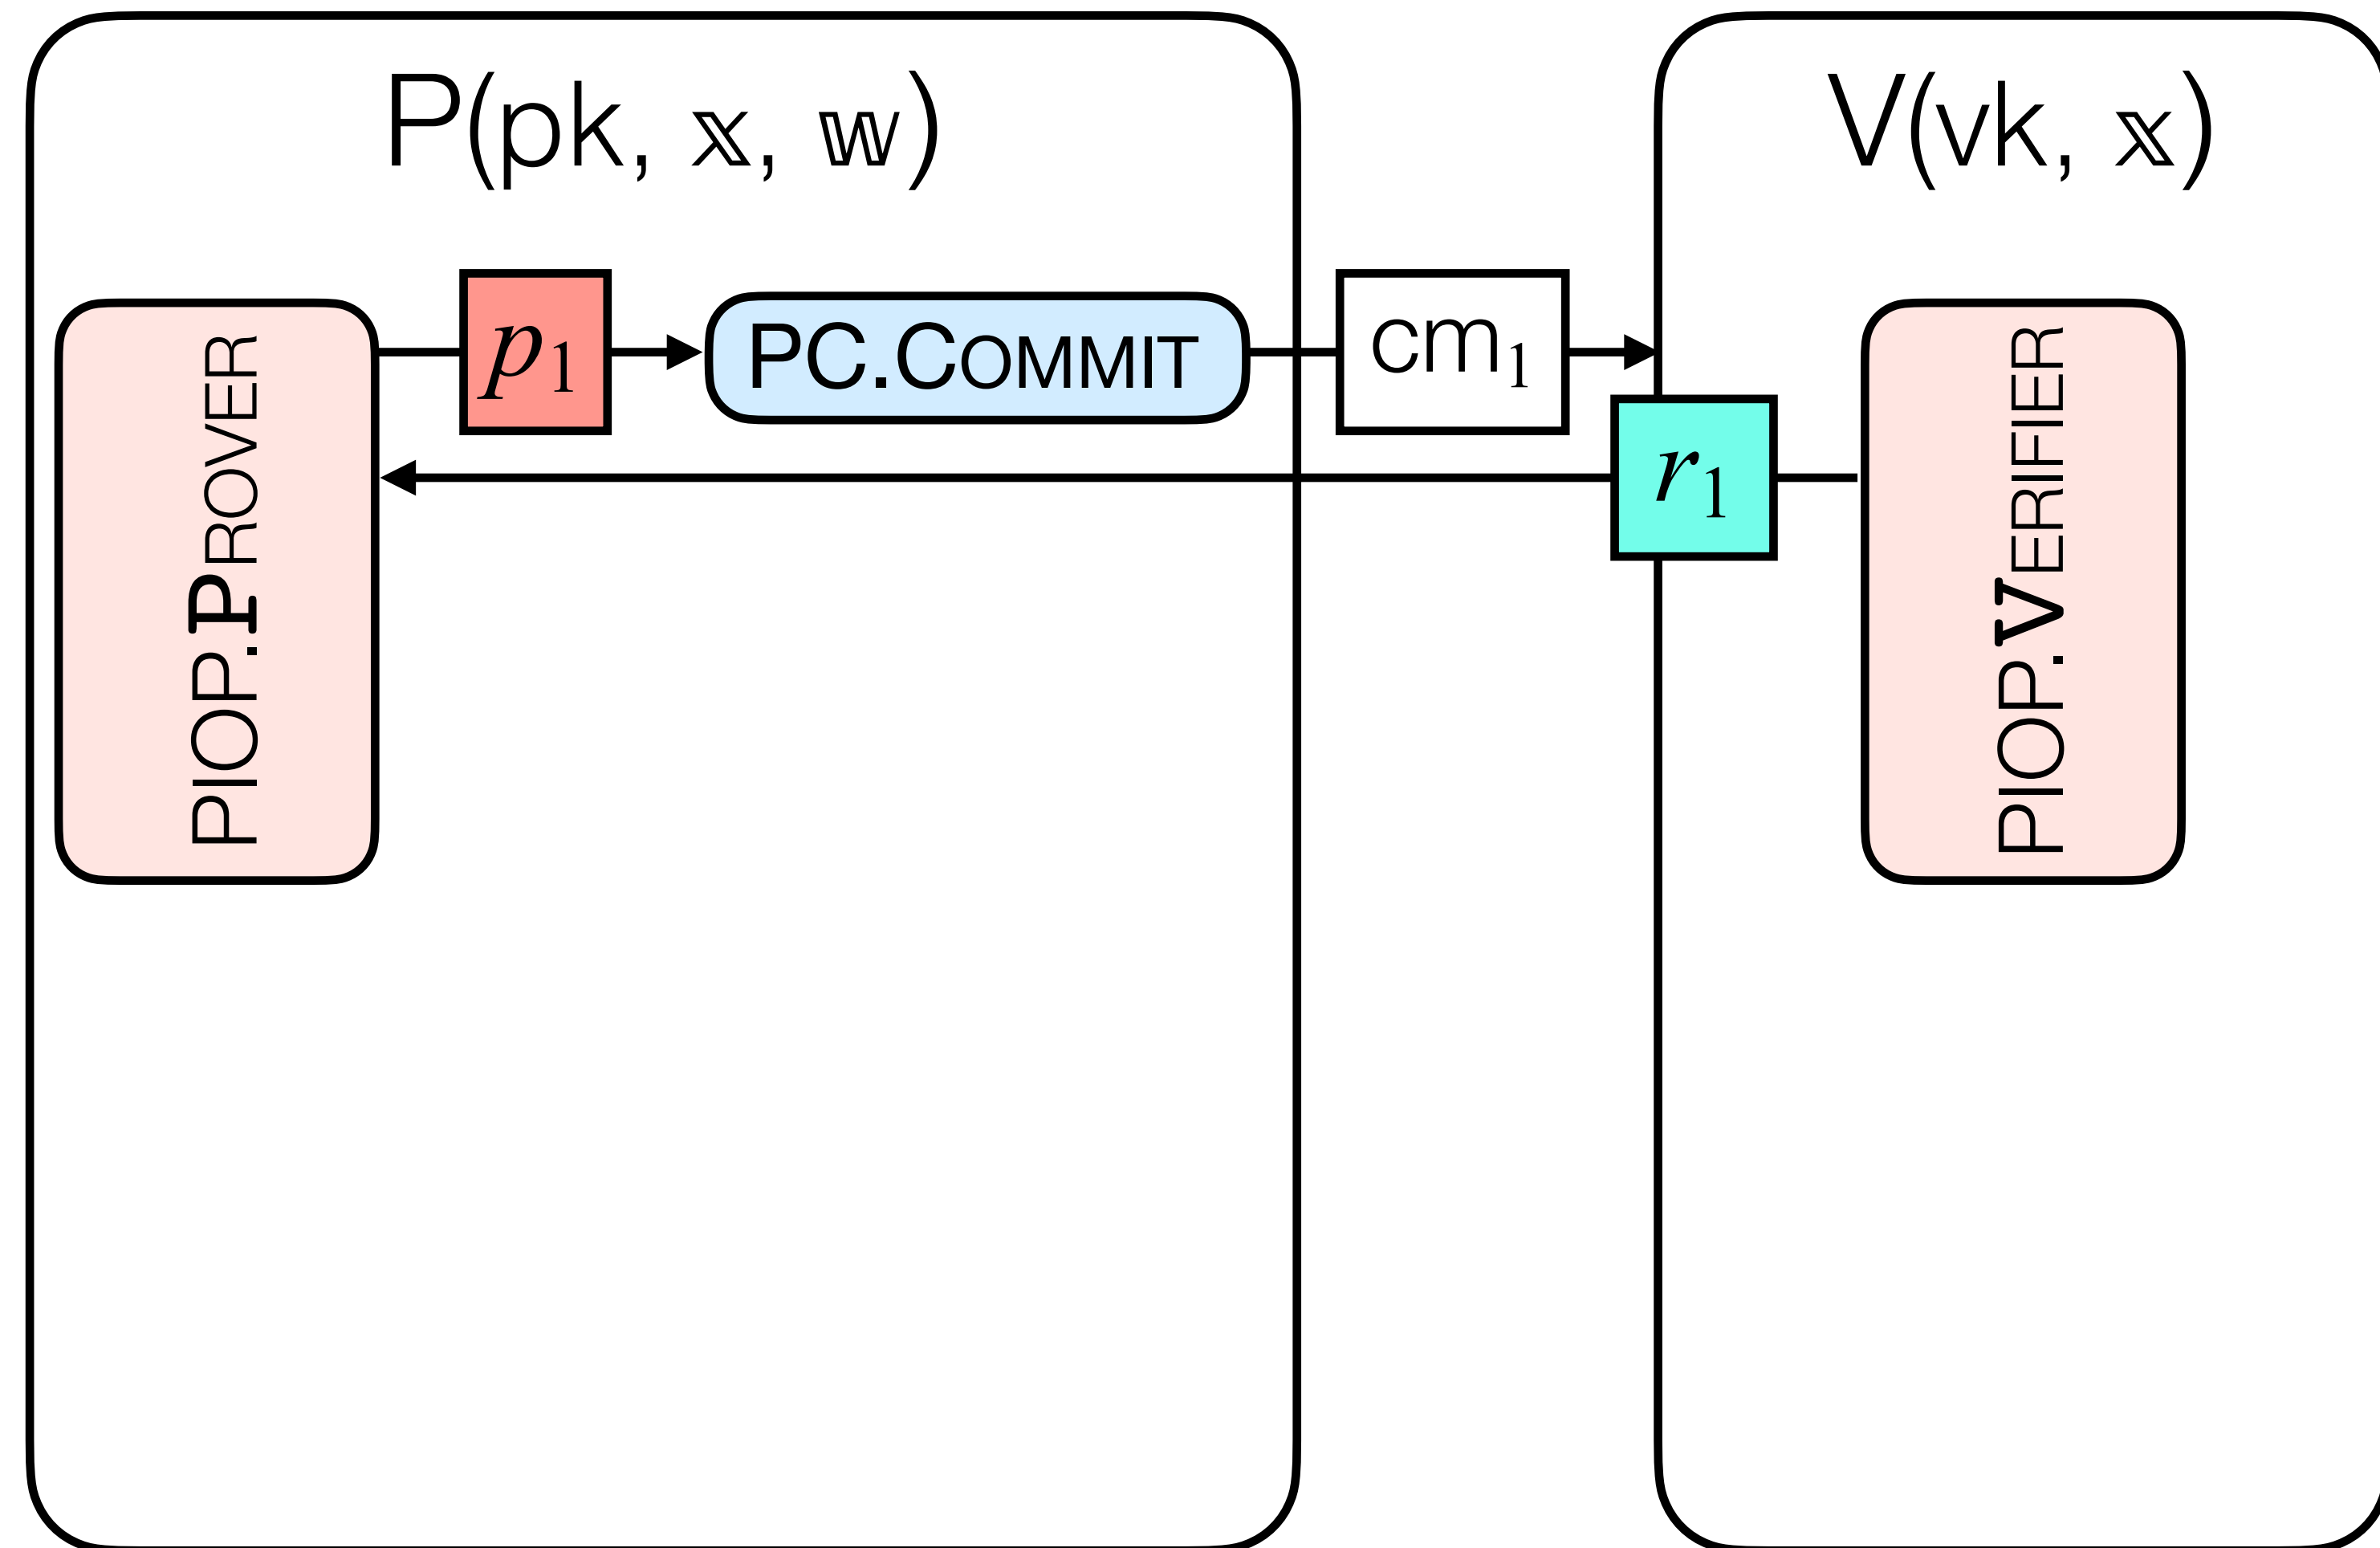 P(pk, 𝕩, 𝕨)
V(vk, 𝕩)
p1
PC.COMMIT
cm1
r1
PIOP.PROVER
PIOP.VERIFIER